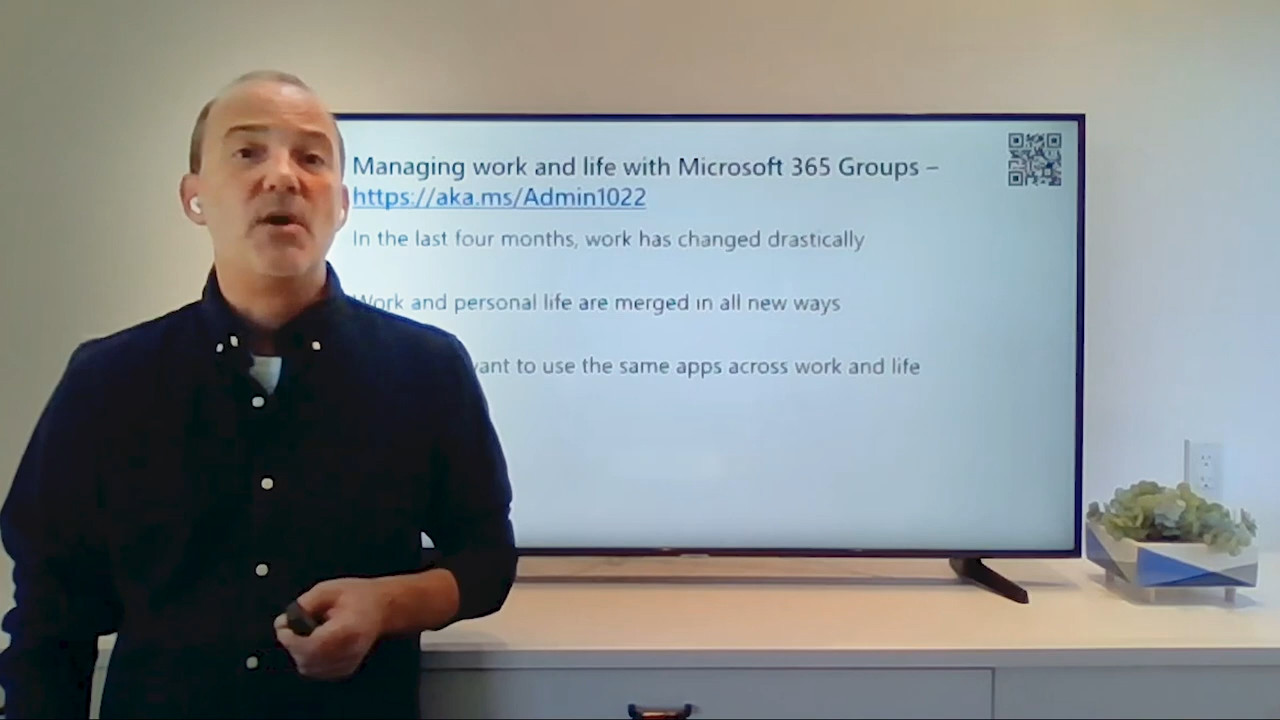 Managing work and life with Microsoft 365 Groups –
https://aka.ms/Admin1022
In the last four months, work has changed drastically
Work and personal life are merged in all new ways
want to use the same apps across work and life